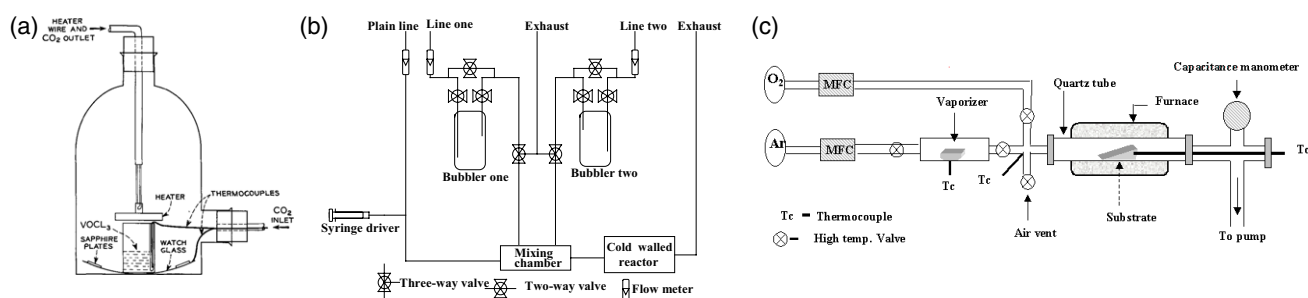 (a)
HEATER
WIRE AND
CO2 OUTLET
VOCL3
SAPPHIRE
PLATES
HEATER
THERMOCOUPLES
WATCH
GLASS
CO2
INLET
(b)
Plain line
Line one
Exhaust
Line two
Exhaust
Bubbler one
Bubbler two
Syringe driver
Mixing
chamber
Cold walled
reactor
Three-way valve
Two-way valve
Flow meter
(c)
O2
MFC
Ar
MFC
Vaporizer
Tc
Tc
Quartz tube
Furnace
Capacitance manometer
Tc
Substrate
Air vent
To pump
Tc
Thermocouple
High temp. Valve